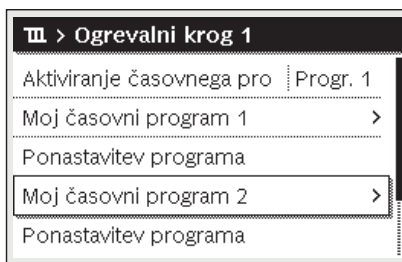 > Ogrevalni krog 1
Aktiviranje časovnega pro Progr. 1
Moj časovni program 1 >
Ponastavitev programa
Moj časovni program 2 >
Ponastavitev programa